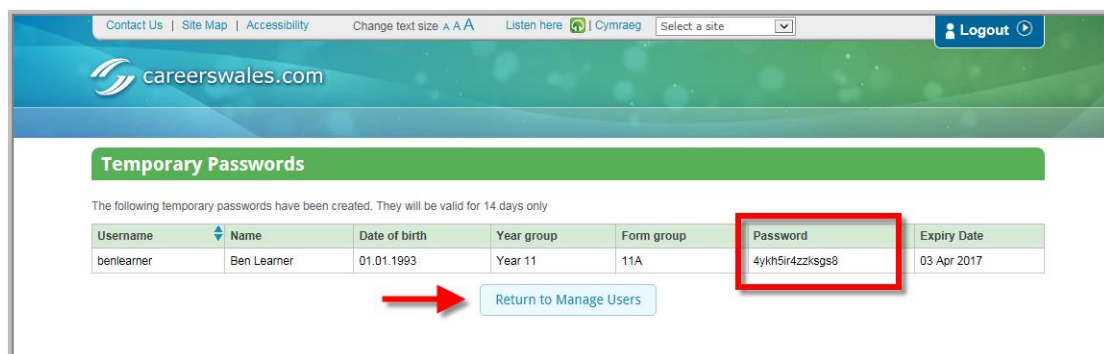 Contact Us | Site Map | Accessibility Change text size A A A Listen here | Cymraeg Select a site Logout
careerswales.com
Temporary Passwords
The following temporary passwords have been created. They will be valid for 14 days only
Username Name Date of birth Year group Form group Password Expiry Date
benlearner Ben Learner 01.01.1993 Year 11 11A 4ykh5ir4zzksgs8 03 Apr 2017
Return to Manage Users